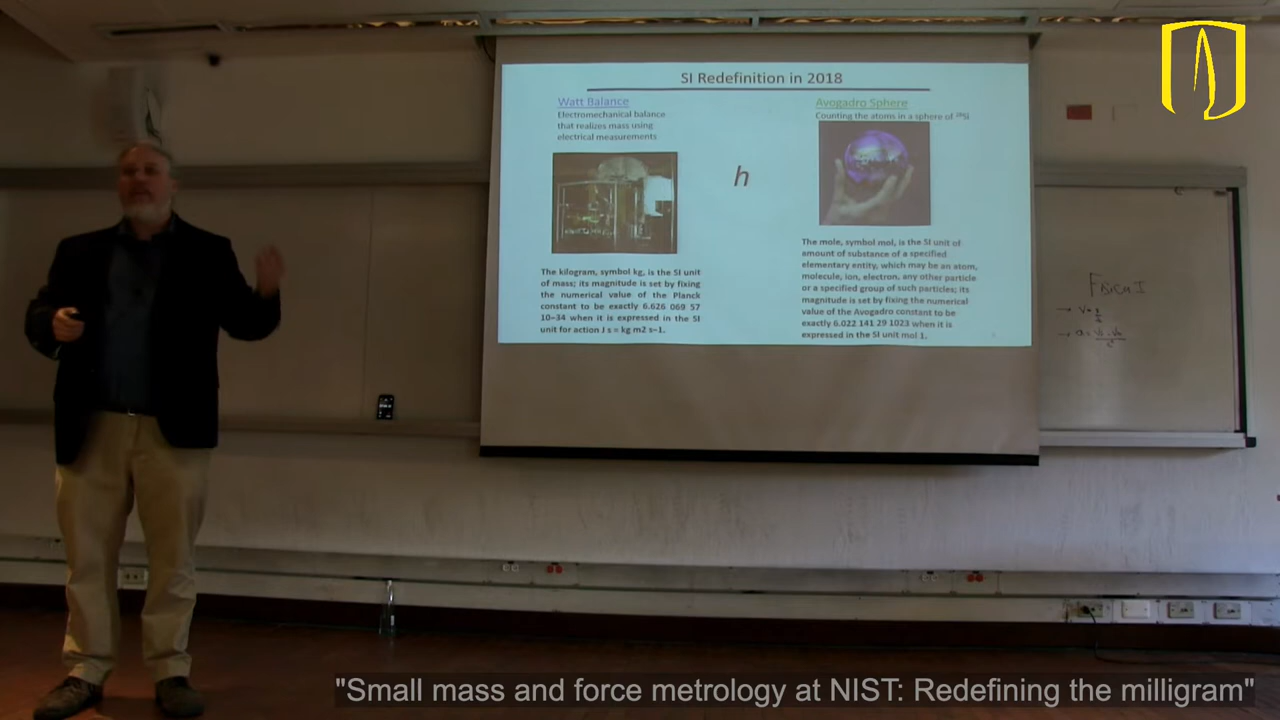 SI Redefinition in 2018
Watt Balance
Electromechanical balance
that realizes mass using
electrical measurements
h
Avogadro Sphere
Counting the atoms in a sphere of ²⁸Si
The kilogram, symbol kg, is the SI unit
of mass; its magnitude is set by fixing
the numerical value of the Planck
constant to be exactly 6.626 069 57
10–34 when it is expressed in the SI
unit for action J s = kg m2 s–1.
The mole, symbol mol, is the SI unit of
amount of substance of a specified
elementary entity, which may be an atom,
molecule, ion, electron, any other particle
or a specified group of such particles; its
magnitude is set by fixing the numerical
value of the Avogadro constant to be
exactly 6.022 141 29 1023 when it is
expressed in the SI unit mol 1.
FISICA I
"Small mass and force metrology at NIST: Redefining the milligram"